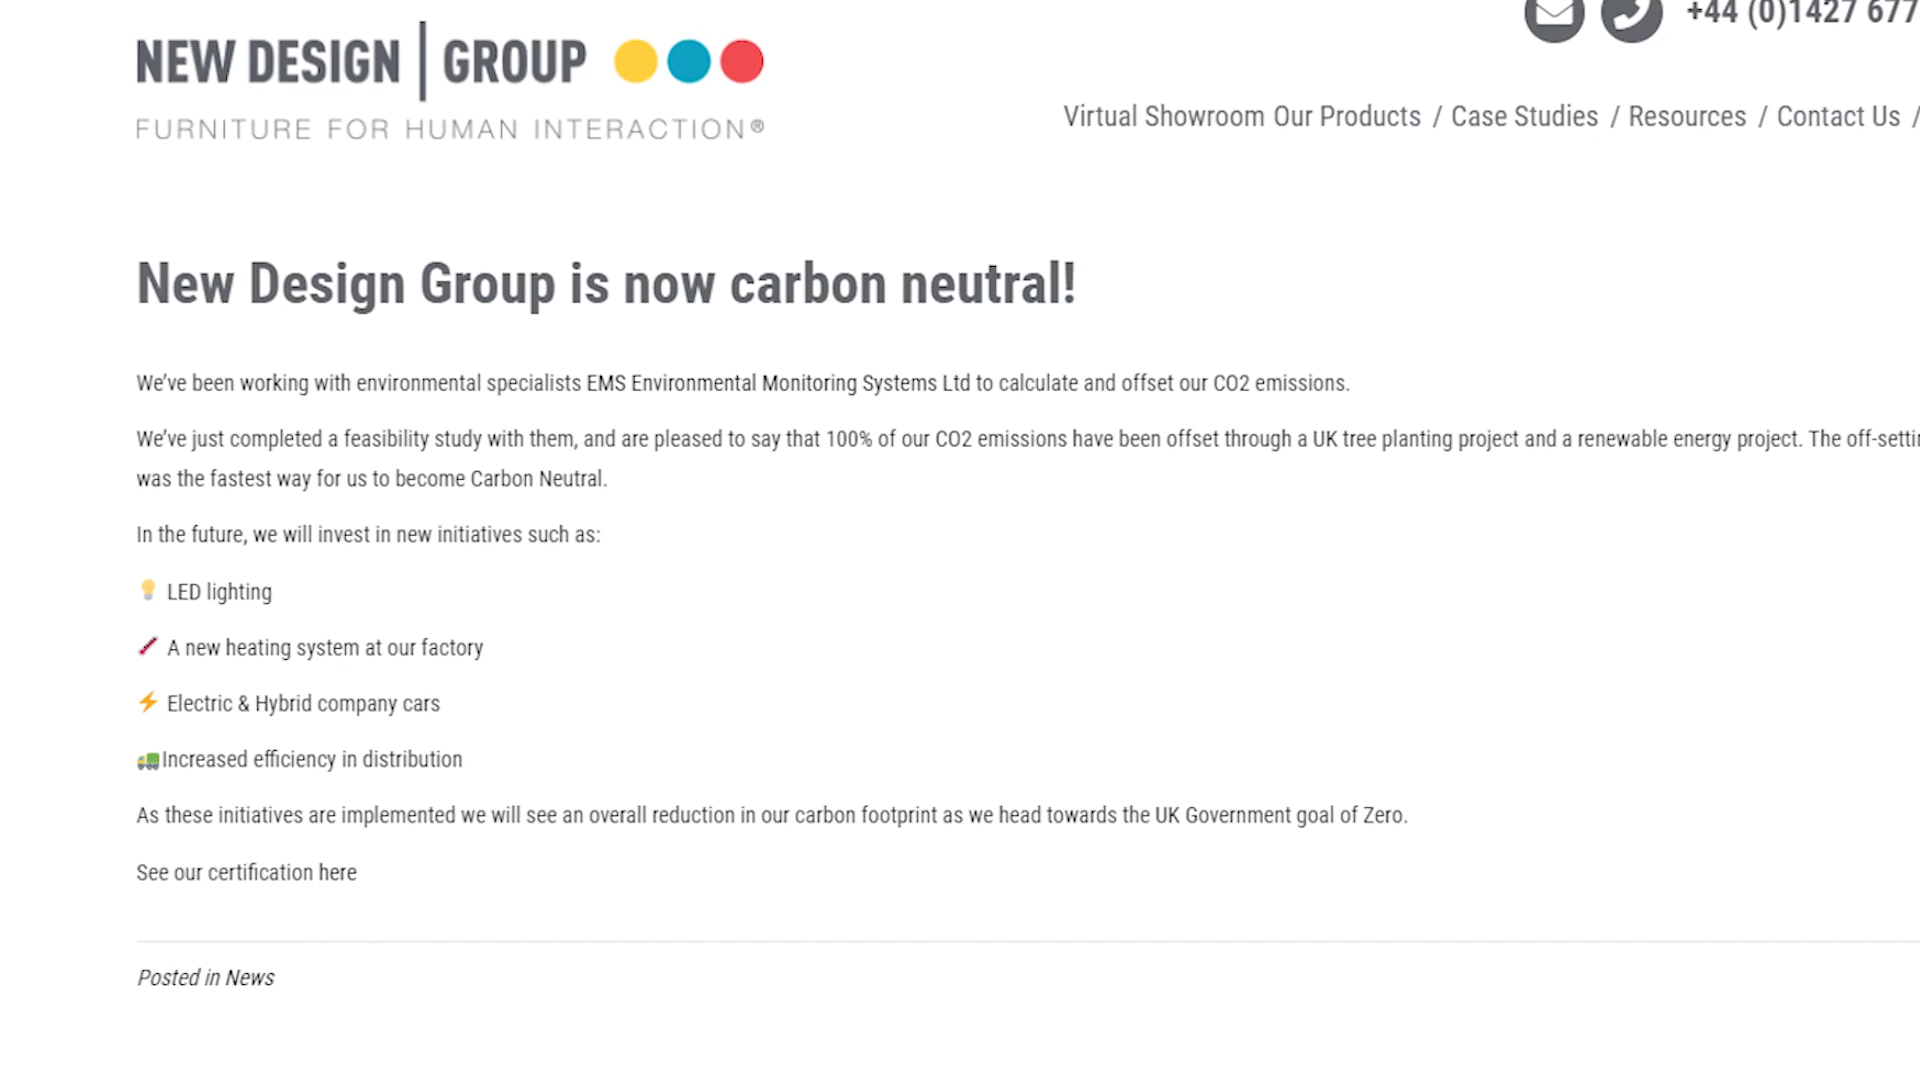 +44 (0)1427 677
NEW DESIGN | GROUP
FURNITURE FOR HUMAN INTERACTION®
Virtual Showroom Our Products / Case Studies / Resources / Contact Us /
New Design Group is now carbon neutral!
We’ve been working with environmental specialists EMS Environmental Monitoring Systems Ltd to calculate and offset our CO2 emissions.
We’ve just completed a feasibility study with them, and are pleased to say that 100% of our CO2 emissions have been offset through a UK tree planting project and a renewable energy project. The
was the fastest way for us to become Carbon Neutral.
In the future, we will invest in new initiatives such as:
LED lighting
A new heating system at our factory
Electric & Hybrid company cars
Increased efficiency in distribution
As these initiatives are implemented we will see an overall reduction in our carbon footprint as we head towards the UK Government goal of Zero.
See our certification here
Posted in News